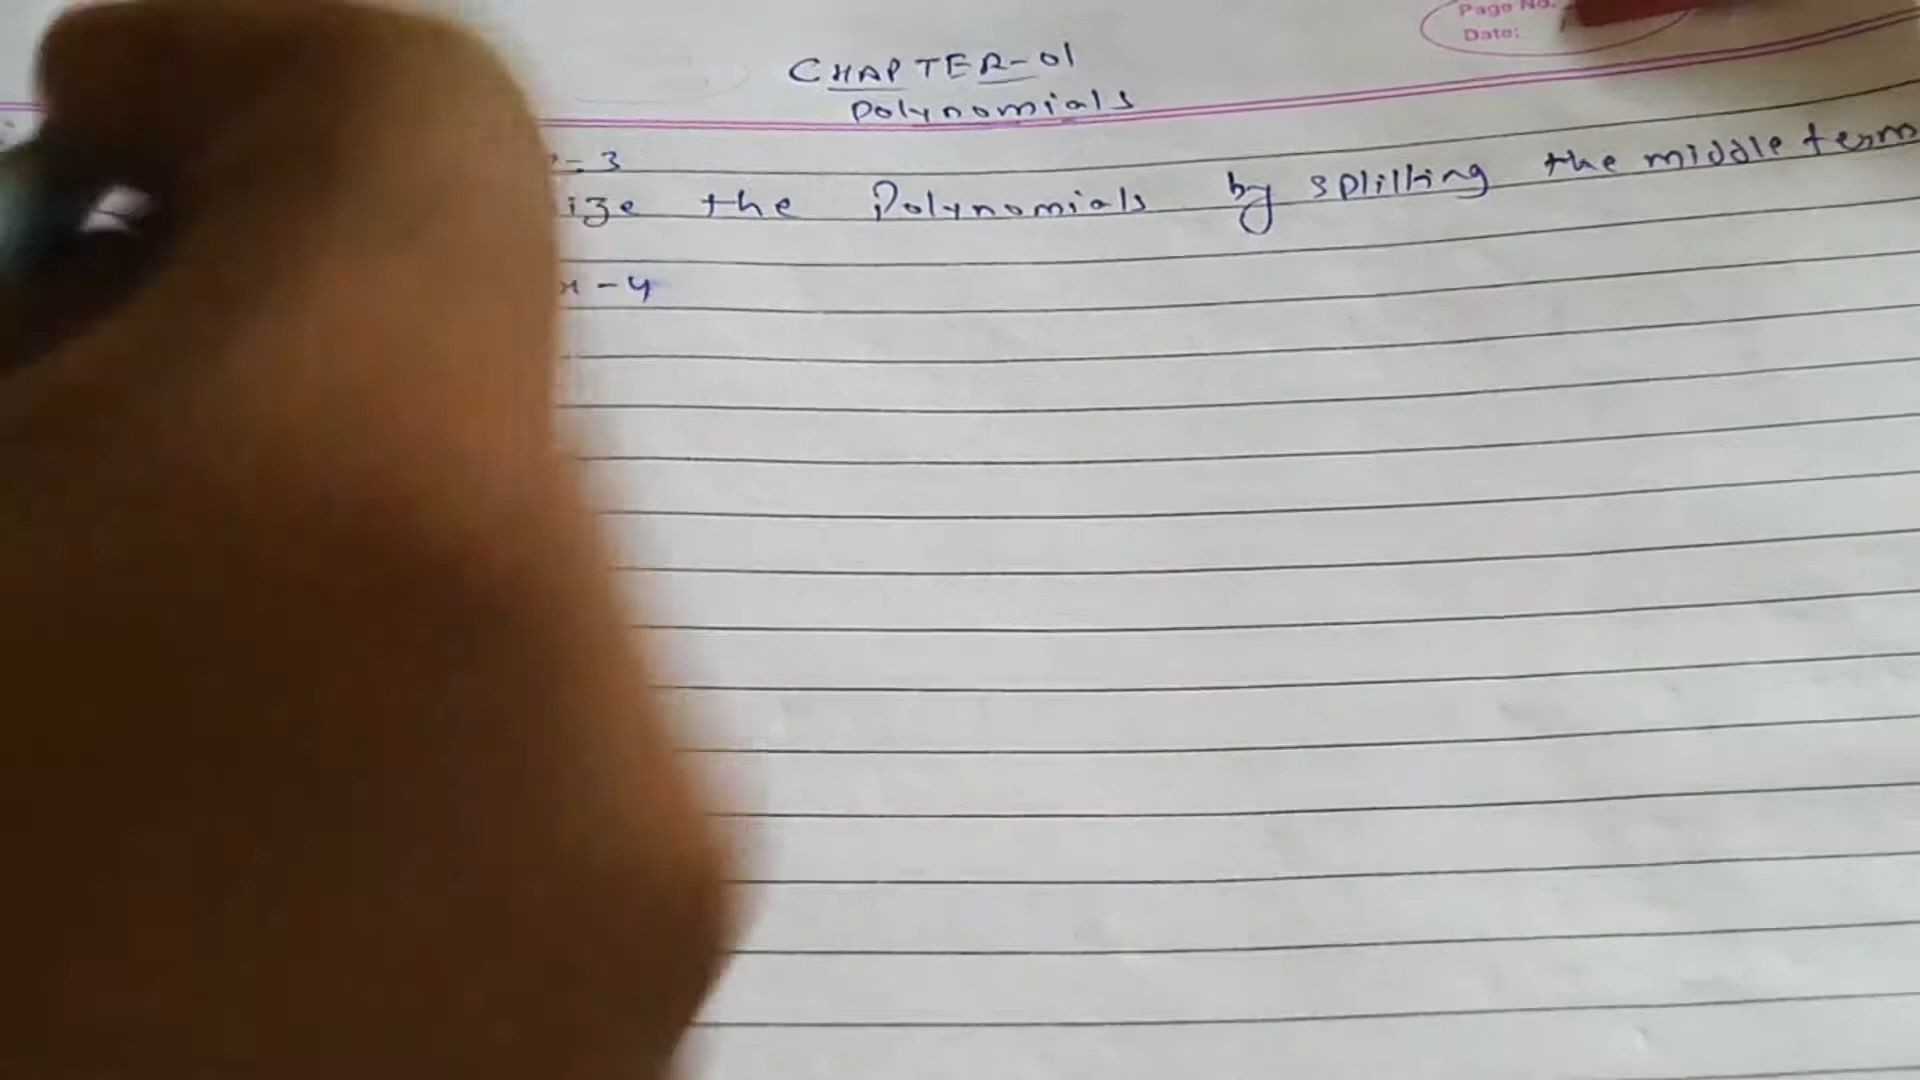 Page No.
Date:
CHAPTER-01
Polynomials
-3
ize the Polynomials by splitting the middle term
x-4